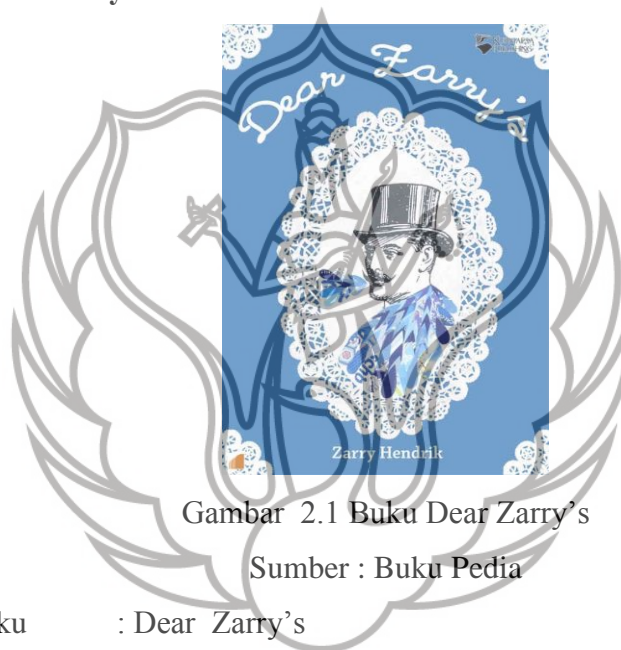 Dear Zarry's
Zarry Hendrik
Gambar 2.1 Buku Dear Zarry's
Sumber : Buku Pedia
ku : Dear Zarry's